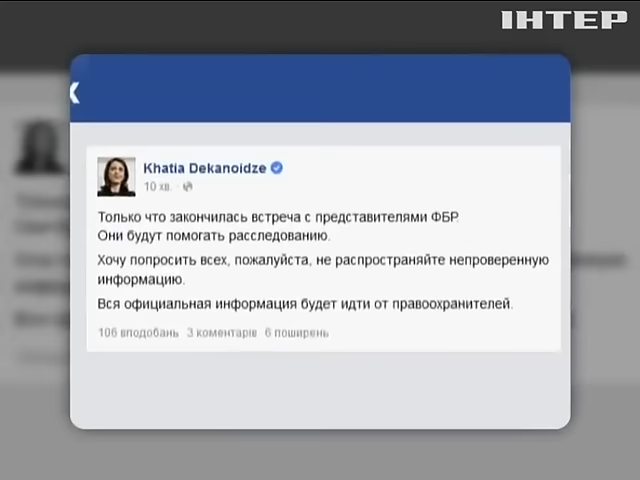 ІНТЕР
Khatia Dekanoidze
10 хв.
Только что закончилась встреча с представителями ФБР.
Они будут помогать расследованию.
Хочу попросить всех, пожалуйста, не распространяйте непроверенную
информацию.
Вся официальная информация будет идти от правоохранителей.
106 вподобань 3 коментарів 6 поширень